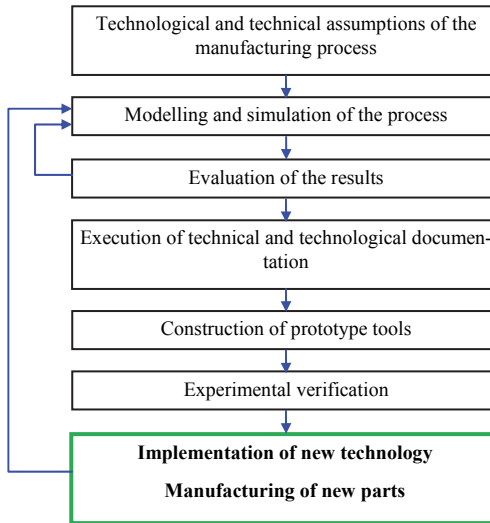 Technological and technical assumptions of the
manufacturing process
Modelling and simulation of the process
Evaluation of the results
Execution of technical and technological documen-
tation
Construction of prototype tools
Experimental verification
Implementation of new technology
Manufacturing of new parts